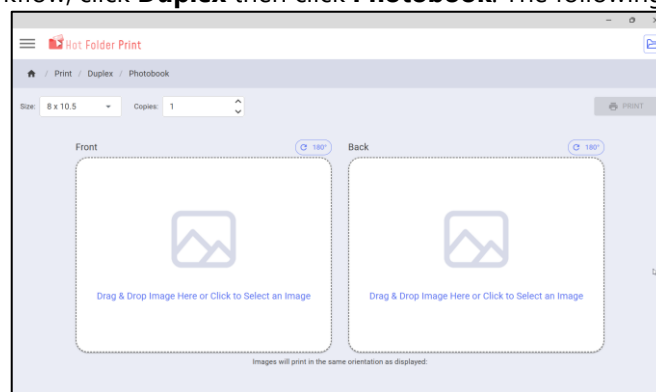 know, click Duplex then click Photobook. The following
Hot Folder Print
/ Print / Duplex / Photobook
Size: 8 x 10.5 Copies: 1 PRINT
Front 180° Back 180°
Drag & Drop Image Here or Click to Select an Image Drag & Drop Image Here or Click to Select an Image
Images will print in the same orientation as displayed: